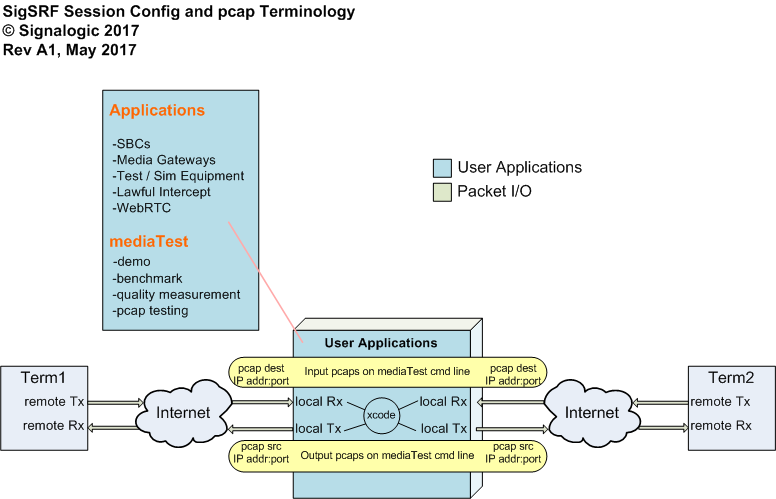 SigSRF Session Config and pcap Terminology
© Signalogic 2017
Rev A1, May 2017
Applications
-SBCs
-Media Gateways
-Test / Sim Equipment
-Lawful Intercept
-WebRTC
mediaTest
-demo
-benchmark
-quality measurement
-pcap testing
User Applications
Packet I/O
User Applications
pcap dest
IP addr:port
Input pcaps on mediaTest cmd line
pcap dest
IP addr:port
Term1
remote Tx
remote Rx
Internet
local Rx
local Tx
xcode
local Rx
local Tx
Internet
Term2
remote Tx
remote Rx
pcap src
IP addr:port
Output pcaps on mediaTest cmd line
pcap src
IP addr:port